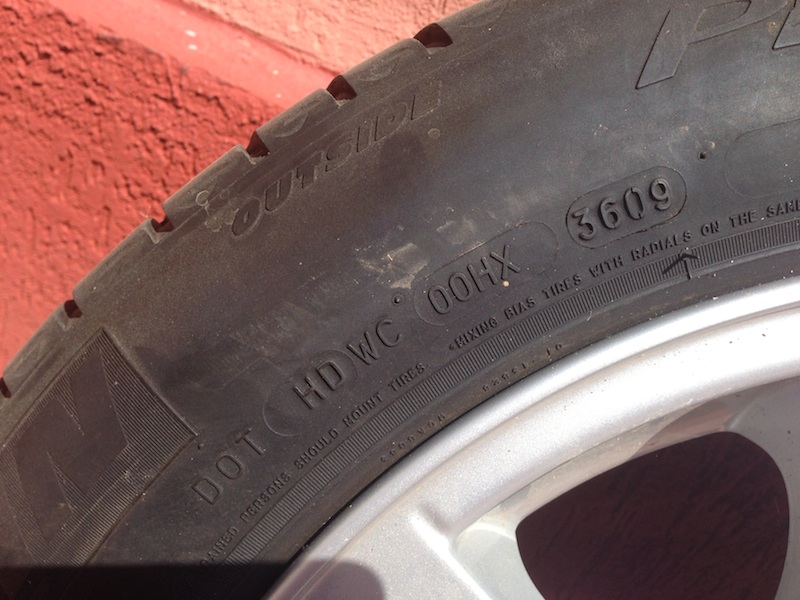 OUTSIDE
DOT HD WC 00HX 3609
PERSONS SHOULD MOUNT TIRES • MIXING BIAS TIRES WITH RADIALS ON THE SAME